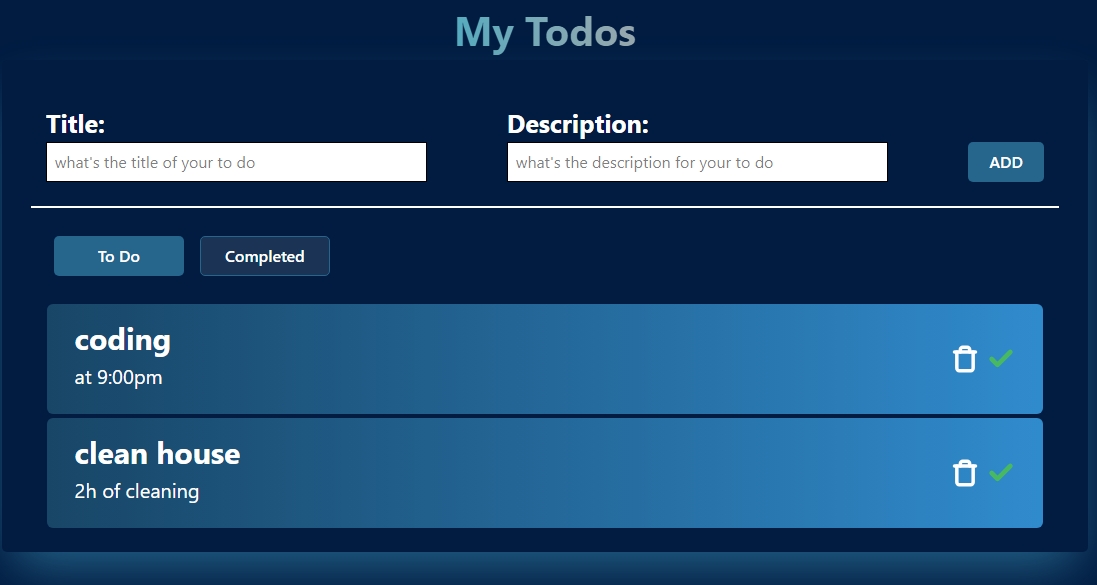 My Todos
Title:
Description:
what's the title of your to do
what's the description for your to do
ADD
To Do
Completed
coding
at 9:00pm
clean house
2h of cleaning